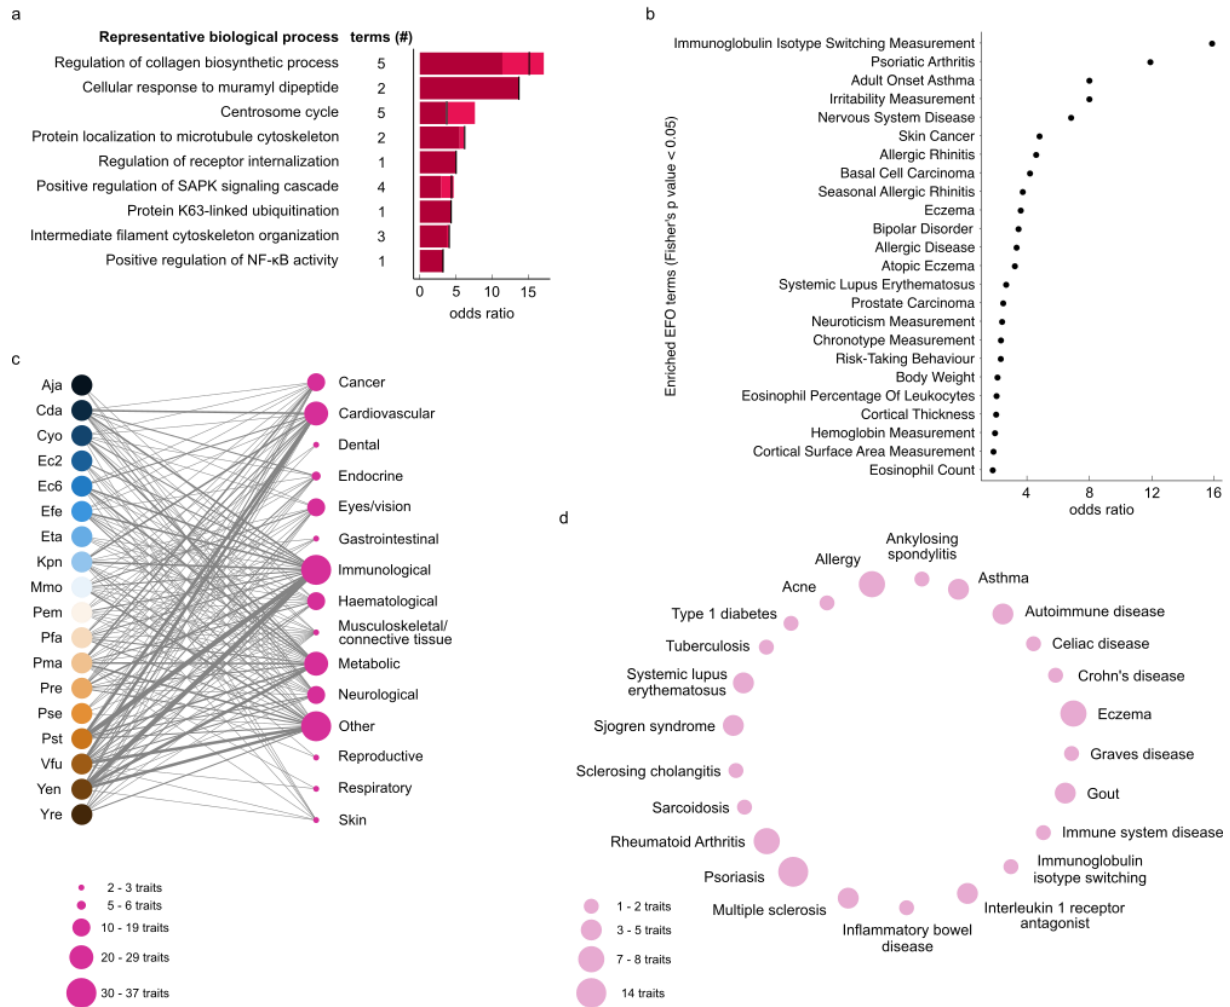 a
Representative biological process terms (#)
Regulation of collagen biosynthetic process 5
Cellular response to muramyl dipeptide 2
Centrosome cycle 5
Protein localization to microtubule cytoskeleton 2
Regulation of receptor internalization 1
Positive regulation of SAPK signaling cascade 4
Protein K63-linked ubiquitination 1
Intermediate filament cytoskeleton organization 3
Positive regulation of NF-κB activity 1
0 5 10 15
odds ratio
b
Enriched EFO terms (Fisher's p value < 0.05)
Immunoglobulin Isotype Switching Measurement
Psoriatic Arthritis
Adult Onset Asthma
Irritability Measurement
Nervous System Disease
Skin Cancer
Allergic Rhinitis
Basal Cell Carcinoma
Seasonal Allergic Rhinitis
Eczema
Bipolar Disorder
Allergic Disease
Atopic Eczema
Systemic Lupus Erythematosus
Prostate Carcinoma
Neuroticism Measurement
Chronotype Measurement
Risk-Taking Behaviour
Body Weight
Eosinophil Percentage Of Leukocytes
Cortical Thickness
Hemoglobin Measurement
Cortical Surface Area Measurement
Eosinophil Count
4 8 12 16
odds ratio
c
Aja
Cda
Cyo
Ec2
Ec6
Efe
Eta
Kpn
Mmo
Pem
Pfa
Pma
Pre
Pse
Pst
Vfu
Yen
Yre
Cancer
Cardiovascular
Dental
Endocrine
Eyes/vision
Gastrointestinal
Immunological
Haematological
Musculoskeletal/
connective tissue
Metabolic
Neurological
Other
Reproductive
Respiratory
Skin
2 - 3 traits
5 - 6 traits
10 - 19 traits
20 - 29 traits
30 - 37 traits
d
Ankylosing
spondylitis
Asthma
Autoimmune disease
Celiac disease
Crohn's disease
Eczema
Graves disease
Gout
Immune system disease
Immunoglobulin
isotype switching
Interleukin 1 receptor
antagonist
Inflammatory bowel
disease
Multiple sclerosis
Psoriasis
Rheumatoid Arthritis
Sarcoidosis
Sclerosing cholangitis
Sjogren syndrome
Systemic lupus
erythematosus
Tuberculosis
Type 1 diabetes
Acne
Allergy
1 - 2 traits
3 - 5 traits
7 - 8 traits
14 traits